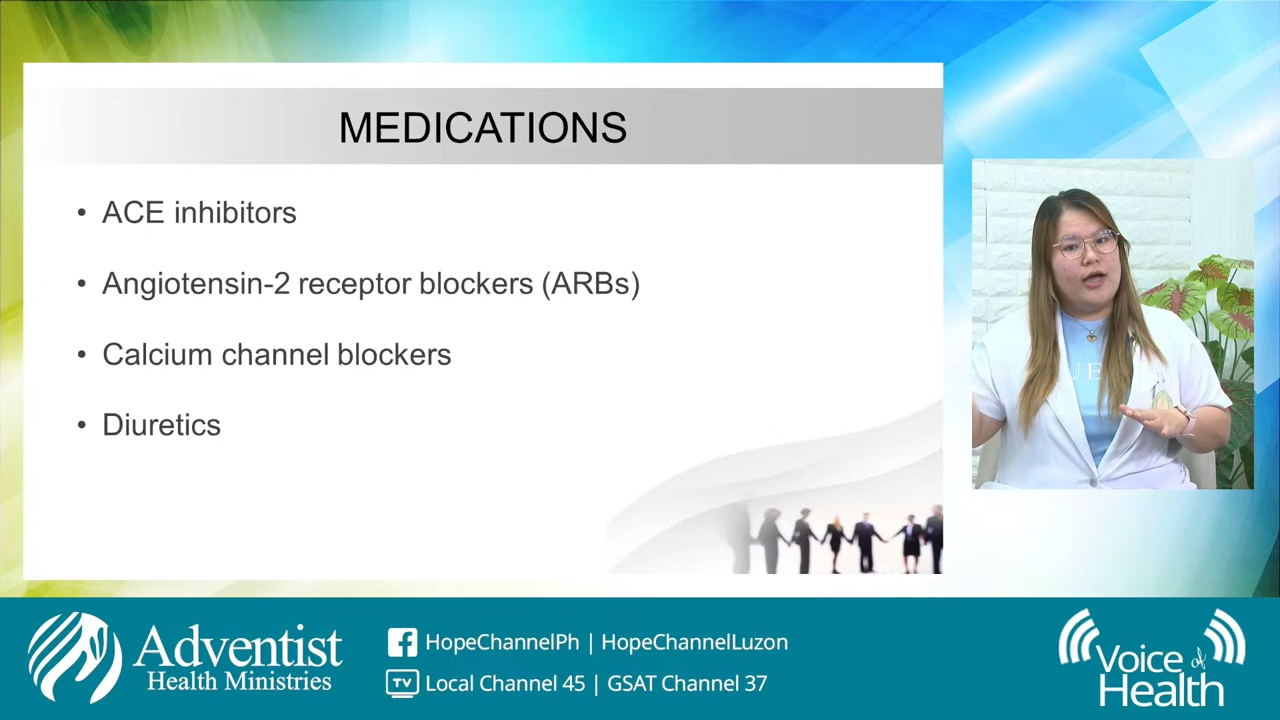 MEDICATIONS
• ACE inhibitors
• Angiotensin-2 receptor blockers (ARBs)
• Calcium channel blockers
• Diuretics
Adventist
Health Ministries
HopeChannelPh | HopeChannelLuzon
TV Local Channel 45 | GSAT Channel 37
Voice of
Health